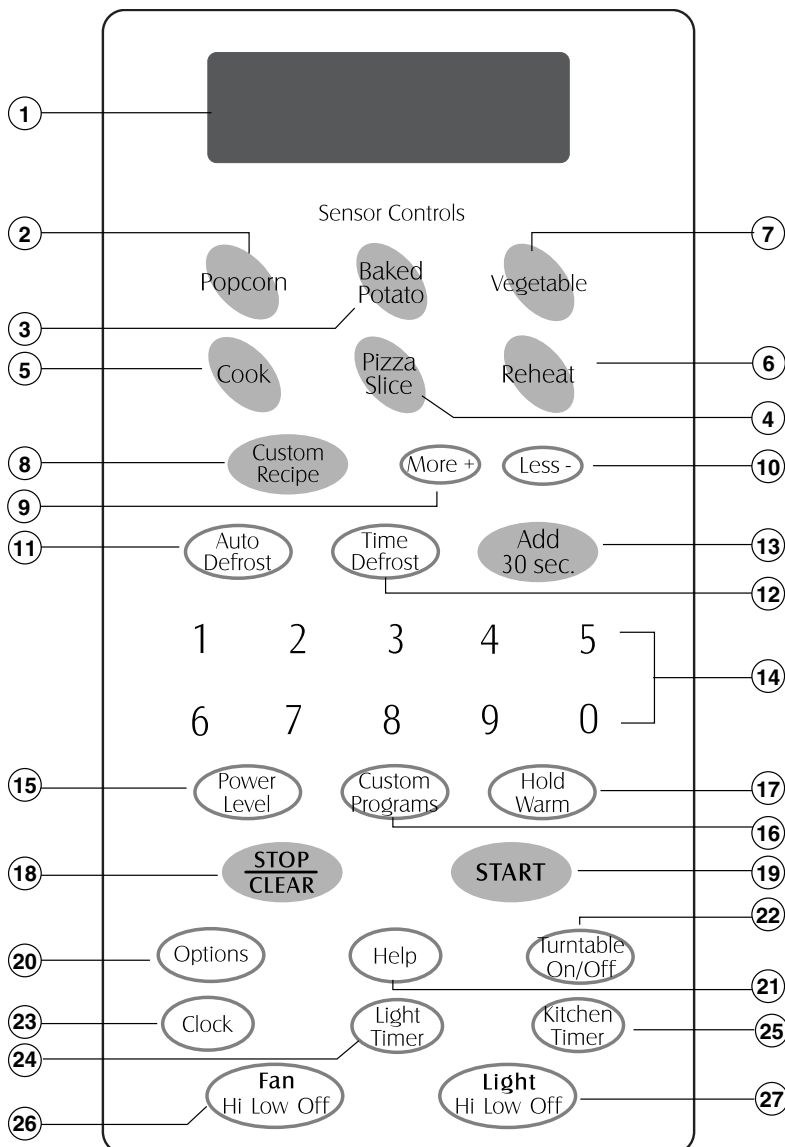 1
Sensor Controls
2
7
Popcorn
Baked
Potato
Vegetable
3
5
6
Cook
Pizza
Slice
Reheat
4
8
Custom
Recipe
More +
Less -
10
9
11
Auto
Defrost
Time
Defrost
Add
30 sec.
13
12
1 2 3 4 5
14
6 7 8 9 0
15
Power
Level
Custom
Programs
Hold
Warm
17
16
18
STOP
CLEAR
START
19
22
20
Options
Help
Turntable
On/Off
21
23
Clock
Light
Timer
Kitchen
Timer
25
24
Fan
Hi Low Off
Light
Hi Low Off
26
27